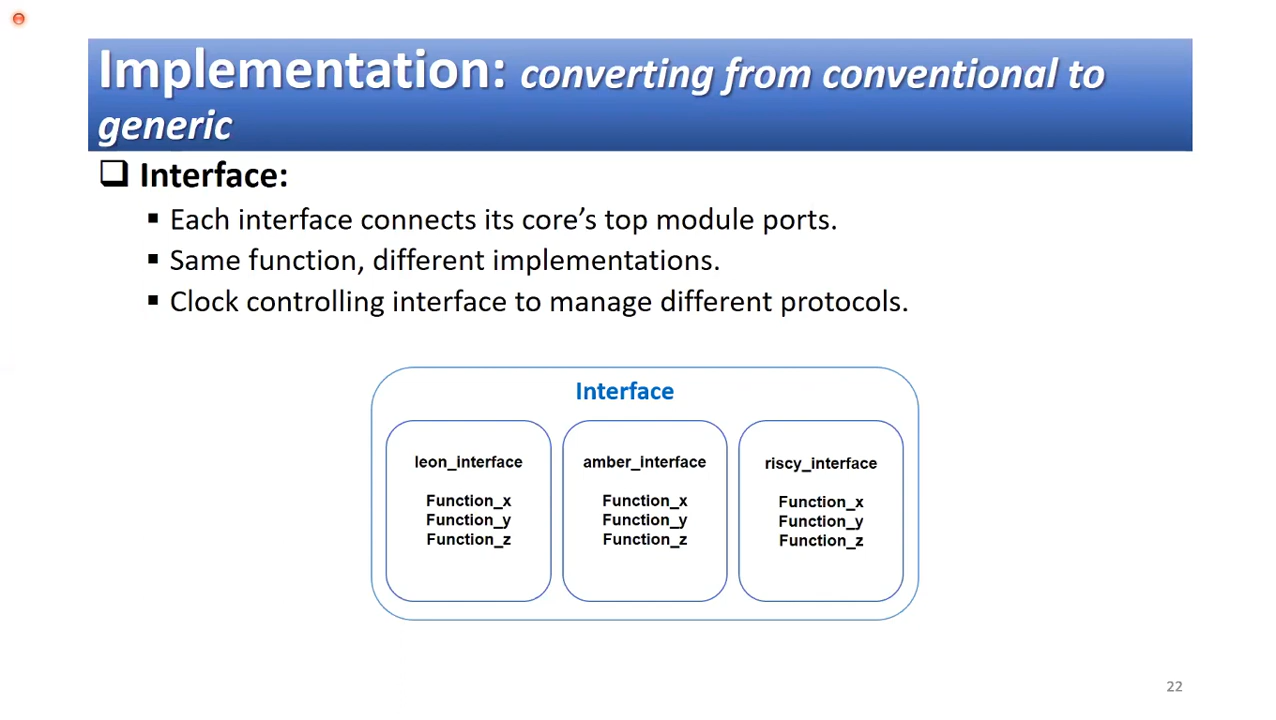 Implementation: converting from conventional to
generic
Interface:
Each interface connects its core’s top module ports.
Same function, different implementations.
Clock controlling interface to manage different protocols.
Interface
leon_interface
Function_x
Function_y
Function_z
amber_interface
Function_x
Function_y
Function_z
riscy_interface
Function_x
Function_y
Function_z
22